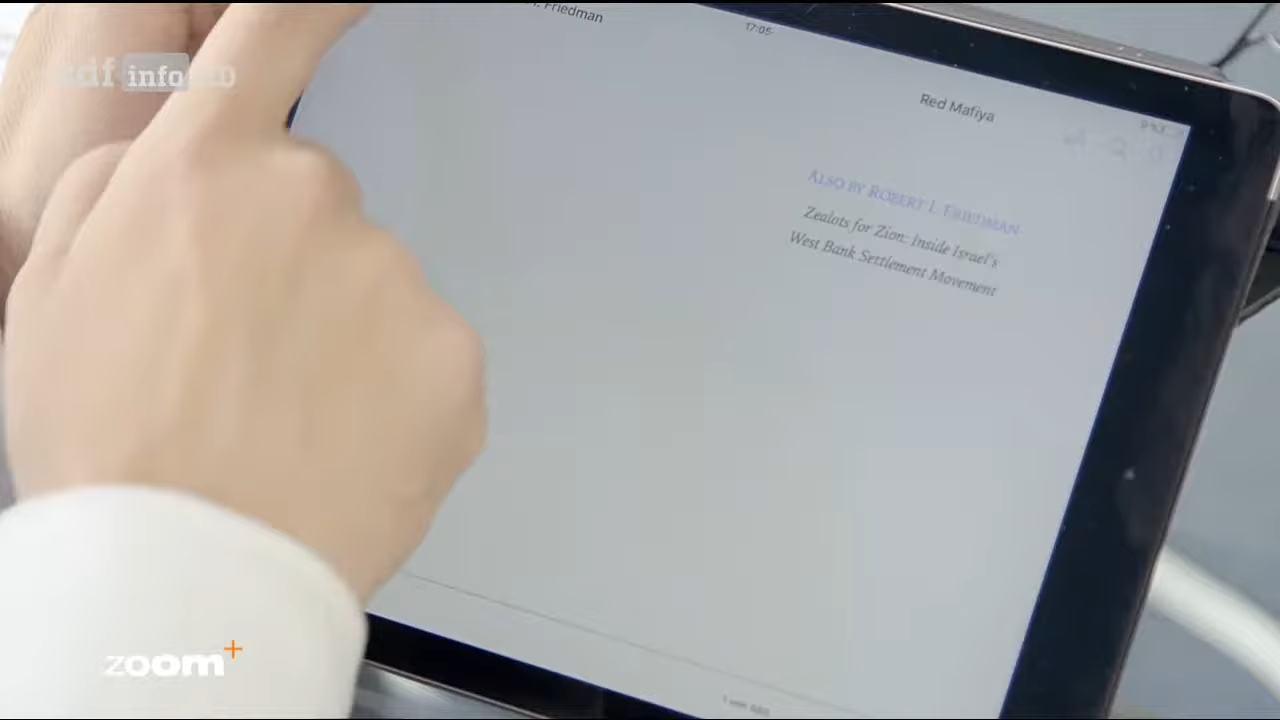 zdf info HD
Friedman
17:05
Red Mafiya
ALSO BY ROBERT I. FRIEDMAN
Zealots for Zion: Inside Israel's
West Bank Settlement Movement
zoom+